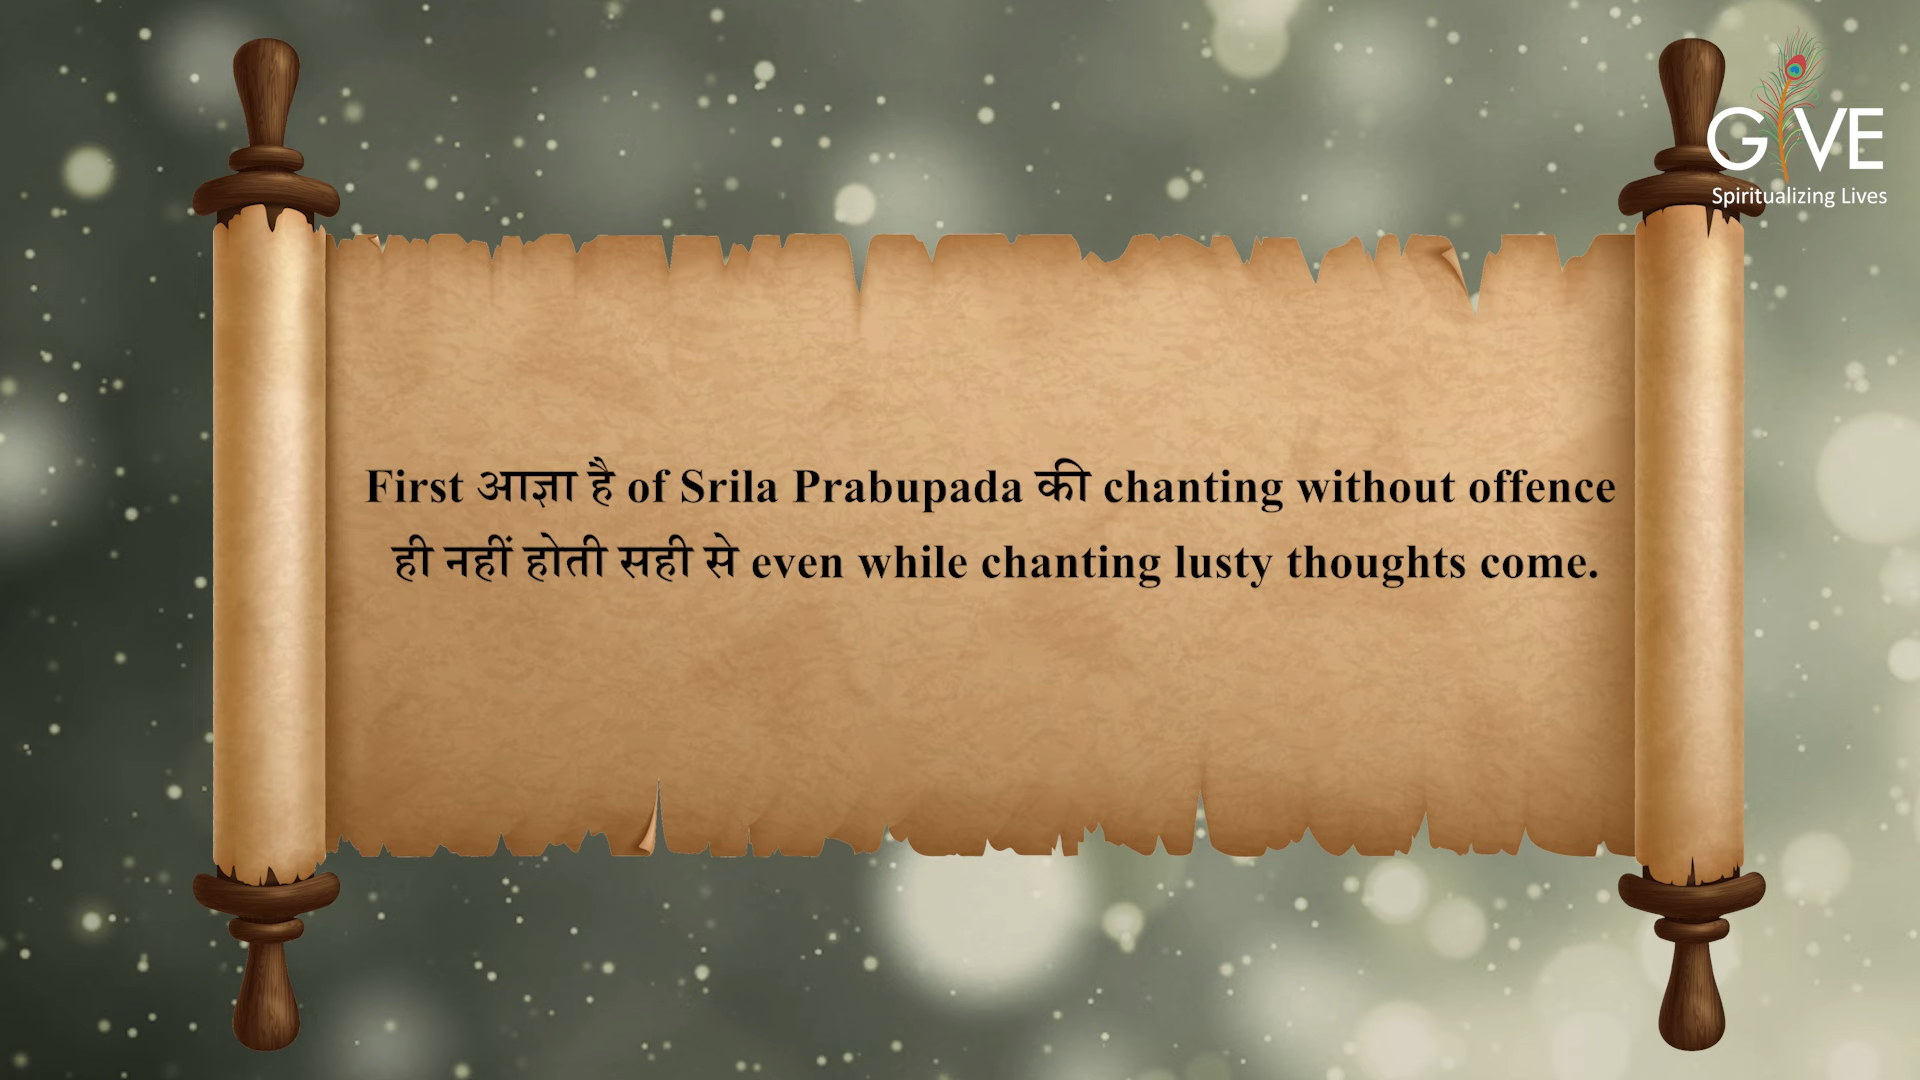 GIVE
Spiritualizing Lives
First आज्ञा है of Srila Prabupada की chanting without offence
ही नहीं होती सही से even while chanting lusty thoughts come.